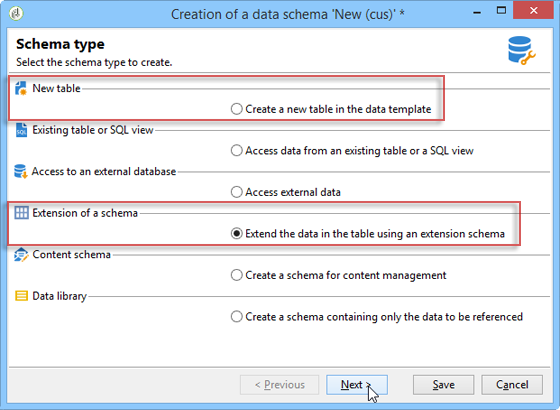 Creation of a data schema 'New (cus)' *
Schema type
Select the schema type to create.
New table
Create a new table in the data template
Existing table or SQL view
SQL
Access data from an existing table or a SQL view
Access to an external database
Access external data
Extension of a schema
Extend the data in the table using an extension schema
Content schema
Create a schema for content management
Data library
Create a schema containing only the data to be referenced
< Previous
Next >
Save
Cancel